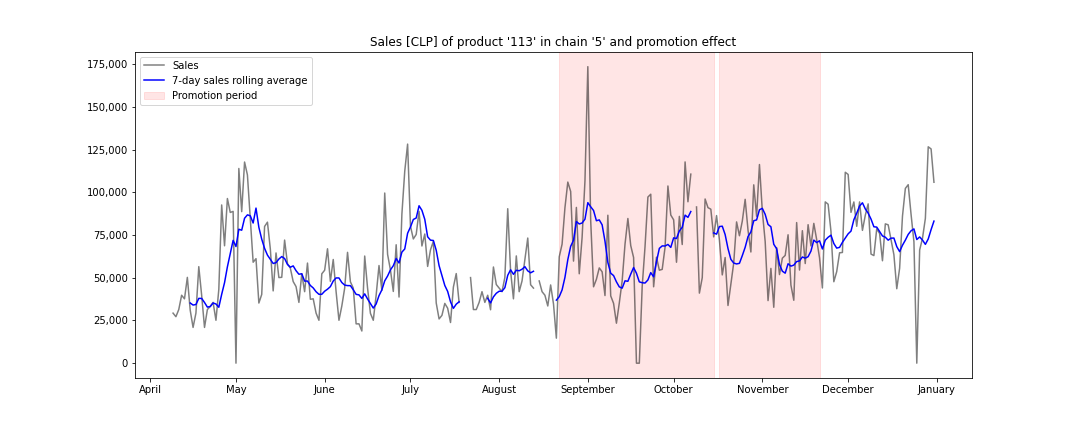 Sales [CLP] of product '113' in chain '5' and promotion effect
Sales
7-day sales rolling average
Promotion period
175,000
150,000
125,000
100,000
75,000
50,000
25,000
0
April May June July August September October November December January